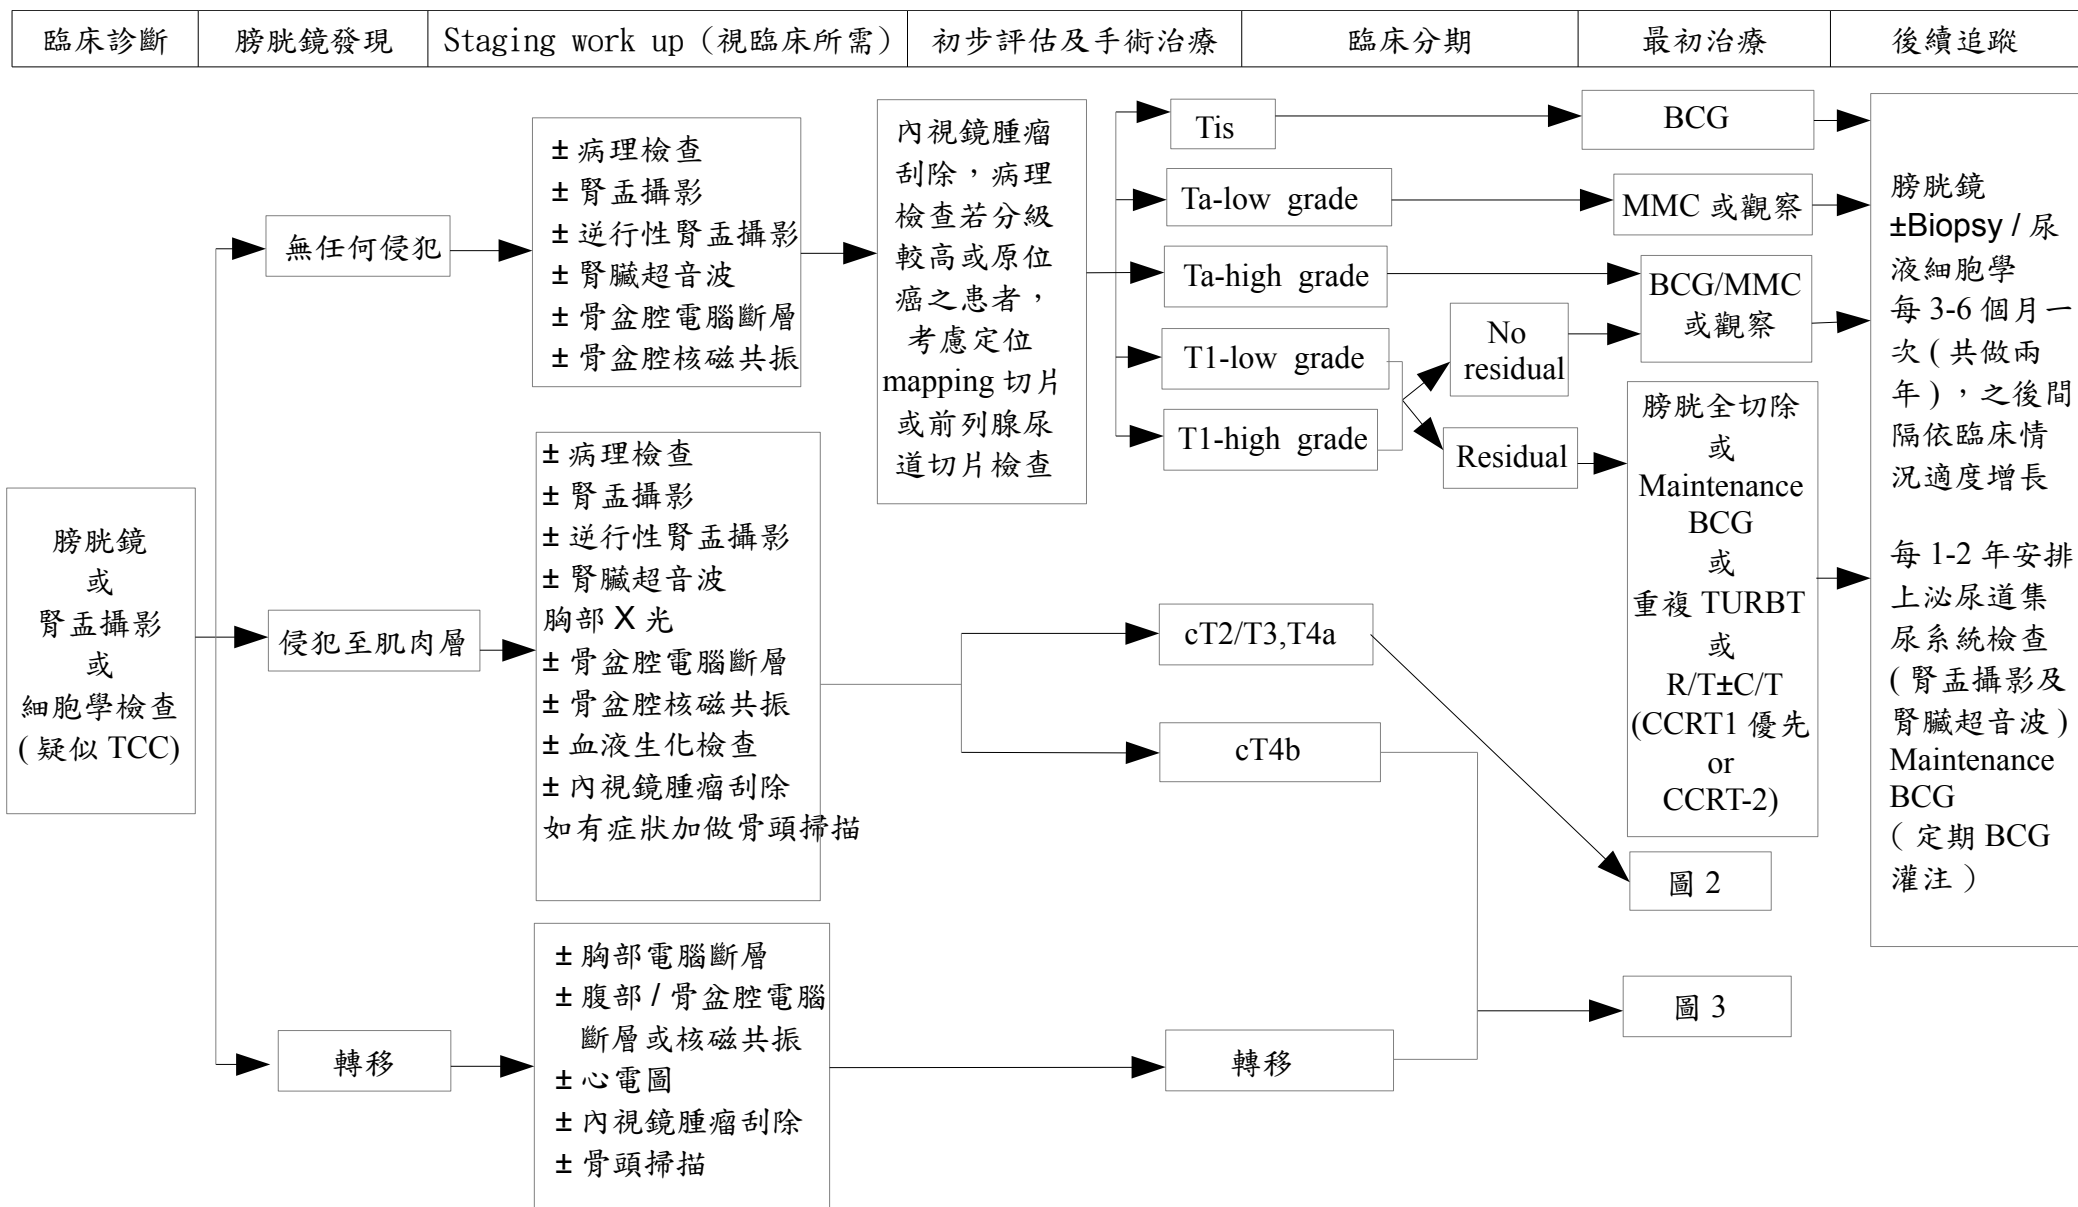 臨床診斷
膀胱鏡發現
Staging work up (視臨床所需)
初步評估及手術治療
臨床分期
最初治療
後續追蹤
膀胱鏡
或
腎盂攝影
或
細胞學檢查
(疑似 TCC)
無任何侵犯
侵犯至肌肉層
轉移
± 病理檢查
± 腎盂攝影
± 逆行性腎盂攝影
± 腎臟超音波
± 骨盆腔電腦斷層
± 骨盆腔核磁共振
± 病理檢查
± 腎盂攝影
± 逆行性腎盂攝影
± 腎臟超音波
胸部 X 光
± 骨盆腔電腦斷層
± 骨盆腔核磁共振
± 血液生化檢查
± 內視鏡腫瘤刮除
如有症狀加做骨頭掃描
± 胸部電腦斷層
± 腹部 / 骨盆腔電腦
斷層或核磁共振
± 心電圖
± 內視鏡腫瘤刮除
± 骨頭掃描
內視鏡腫瘤
刮除，病理
檢查若分級
較高或原位
癌之患者，
考慮定位
mapping 切片
或前列腺尿
道切片檢查
Tis
Ta-low grade
Ta-high grade
T1-low grade
T1-high grade
No
residual
Residual
cT2/T3,T4a
cT4b
轉移
BCG
MMC 或觀察
BCG/MMC
或觀察
膀胱全切除
或
Maintenance
BCG
或
重複 TURBT
或
R/T±C/T
(CCRT1 優先
or
CCRT-2)
圖 2
圖 3
膀胱鏡
±Biopsy / 尿
液細胞學
每 3-6 個月一
次 ( 共做兩
年 )，之後間
隔依臨床情
況適度增長
每 1-2 年安排
上泌尿道集
尿系統檢查
( 腎盂攝影及
腎臟超音波 )
Maintenance
BCG
( 定期 BCG
灌注 )